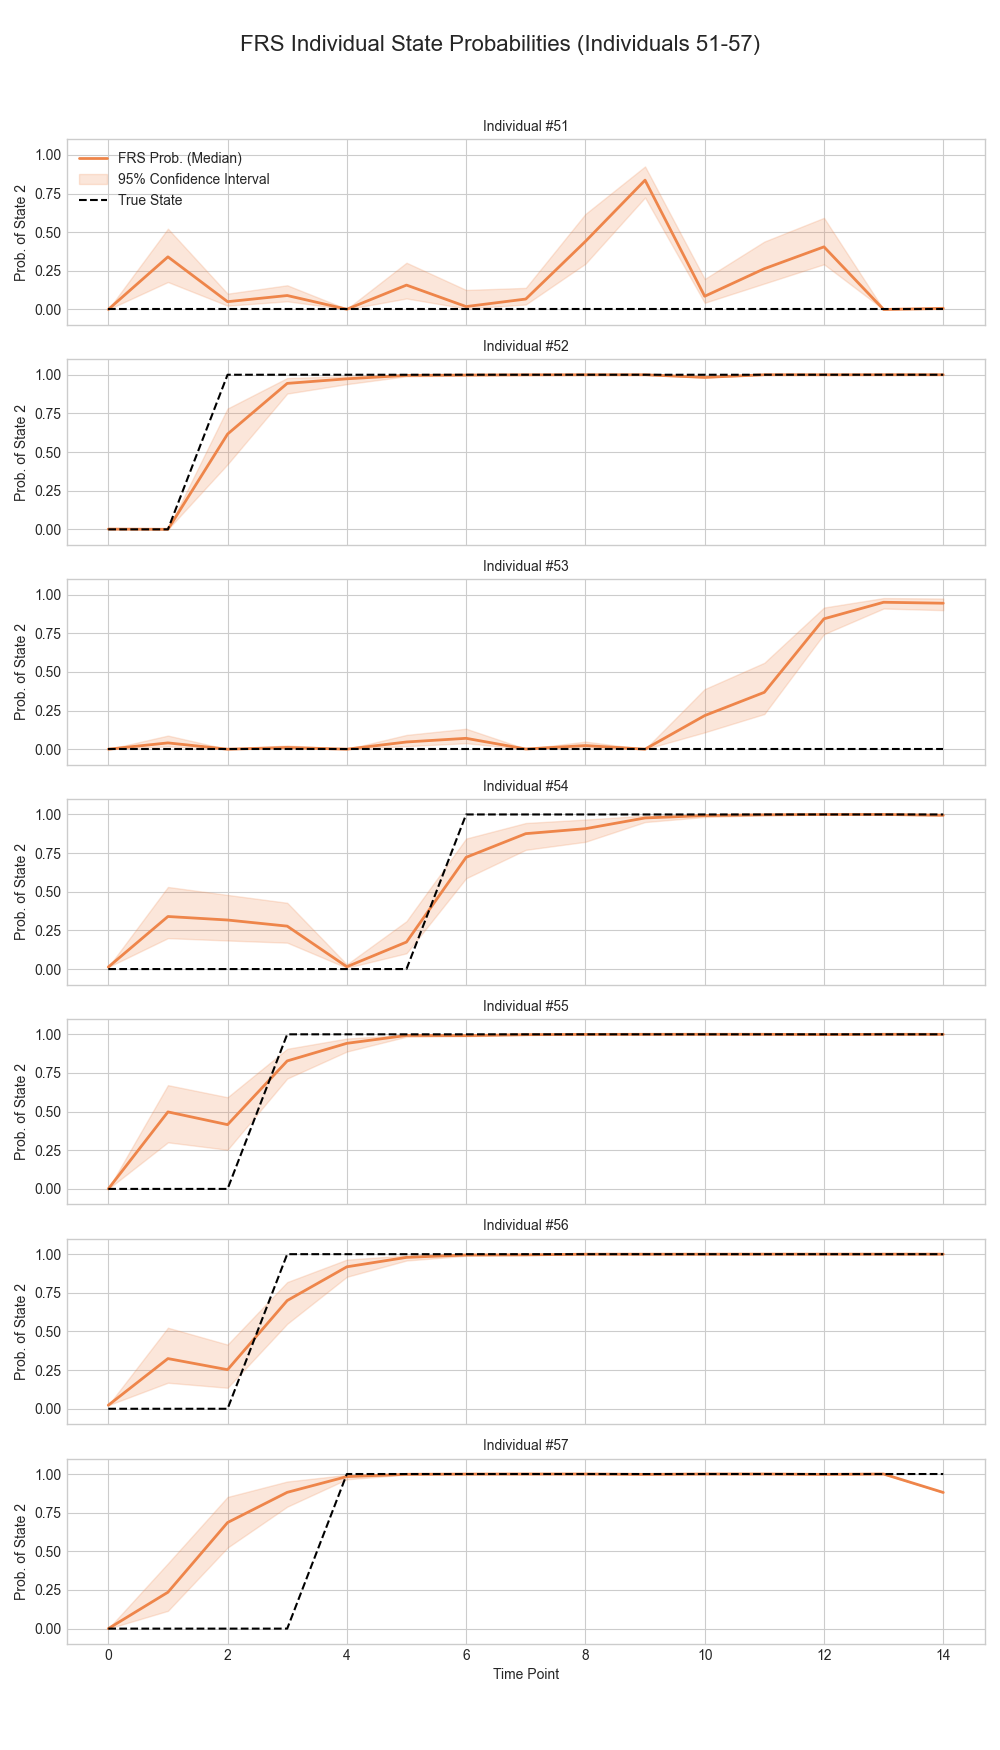 FRS Individual State Probabilities (Individuals 51-57)
Individual #51
FRS Prob. (Median)
95% Confidence Interval
True State
Prob. of State 2
1.00
0.75
0.50
0.25
0.00
Individual #52
Prob. of State 2
1.00
0.75
0.50
0.25
0.00
Individual #53
Prob. of State 2
1.00
0.75
0.50
0.25
0.00
Individual #54
Prob. of State 2
1.00
0.75
0.50
0.25
0.00
Individual #55
Prob. of State 2
1.00
0.75
0.50
0.25
0.00
Individual #56
Prob. of State 2
1.00
0.75
0.50
0.25
0.00
Individual #57
Prob. of State 2
1.00
0.75
0.50
0.25
0.00
0 2 4 6 8 10 12 14
Time Point